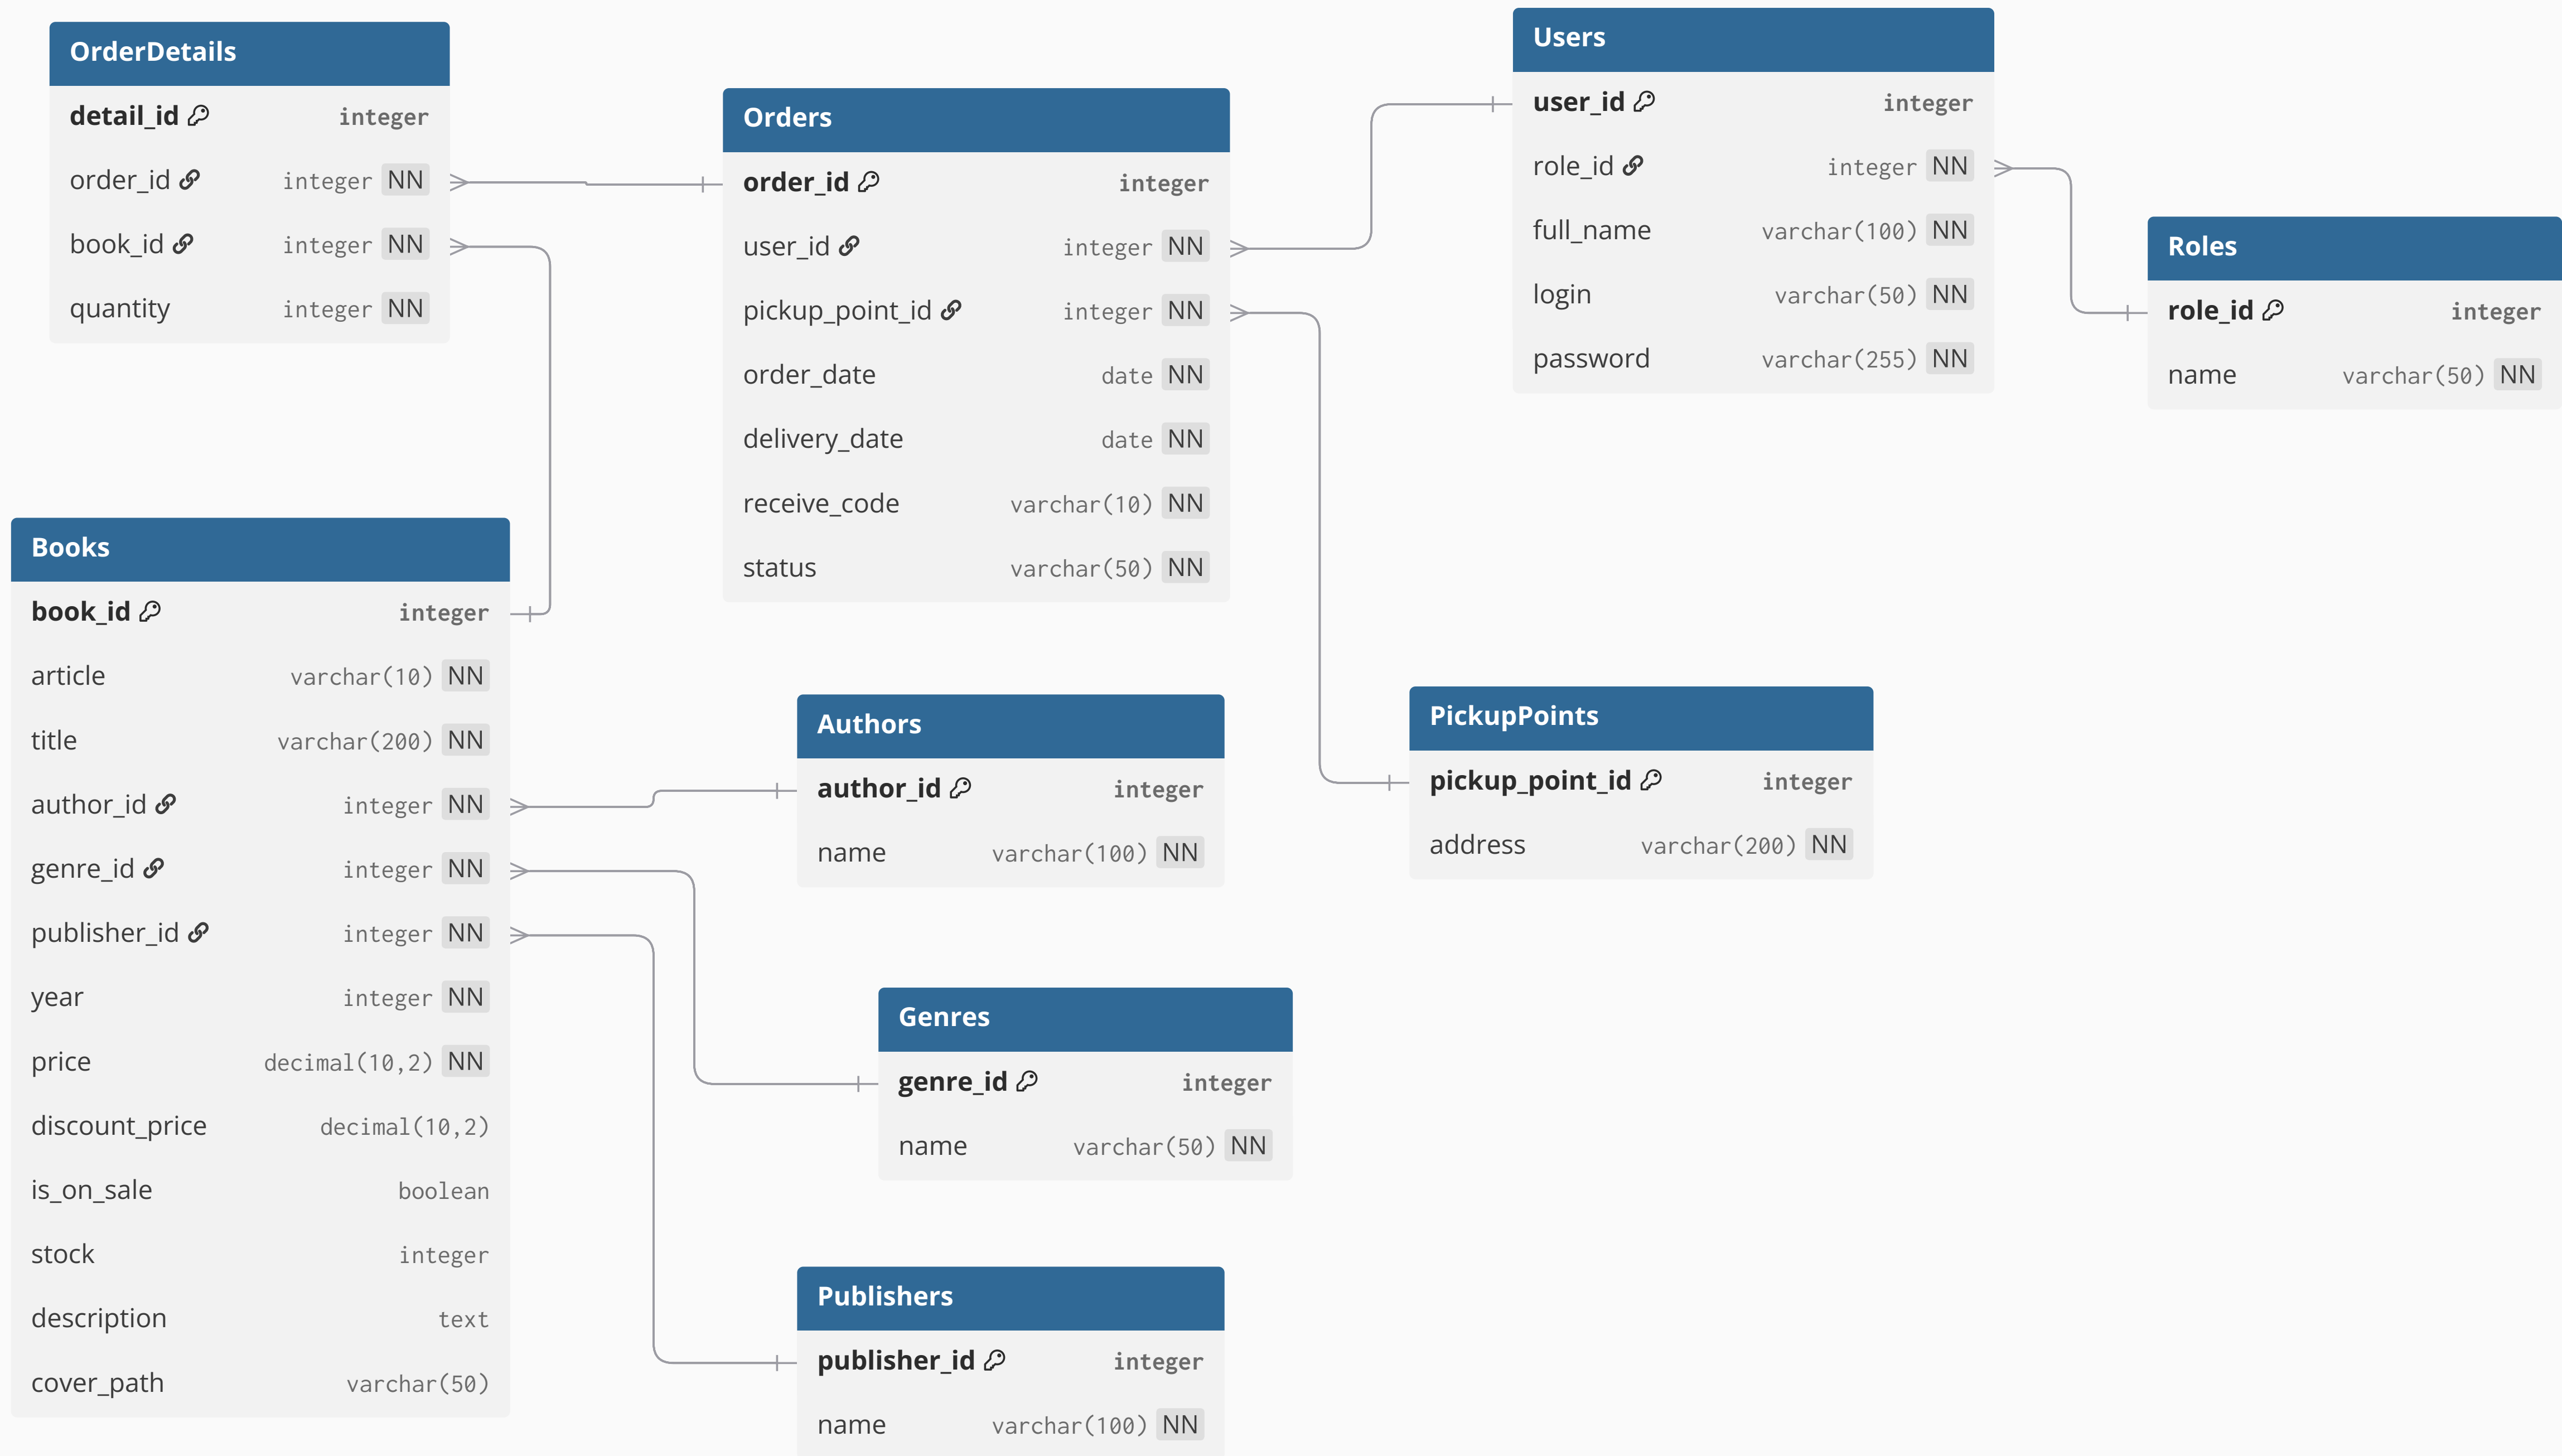 OrderDetails
detail_id integer
order_id integer NN
book_id integer NN
quantity integer NN
Orders
order_id integer
user_id integer NN
pickup_point_id integer NN
order_date date NN
delivery_date date NN
receive_code varchar(10) NN
status varchar(50) NN
Users
user_id integer
role_id integer NN
full_name varchar(100) NN
login varchar(50) NN
password varchar(255) NN
Roles
role_id integer
name varchar(50) NN
Books
book_id integer
article varchar(10) NN
title varchar(200) NN
author_id integer NN
genre_id integer NN
publisher_id integer NN
year integer NN
price decimal(10,2) NN
discount_price decimal(10,2)
is_on_sale boolean
stock integer
description text
cover_path varchar(50)
Authors
author_id integer
name varchar(100) NN
PickupPoints
pickup_point_id integer
address varchar(200) NN
Genres
genre_id integer
name varchar(50) NN
Publishers
publisher_id integer
name varchar(100) NN